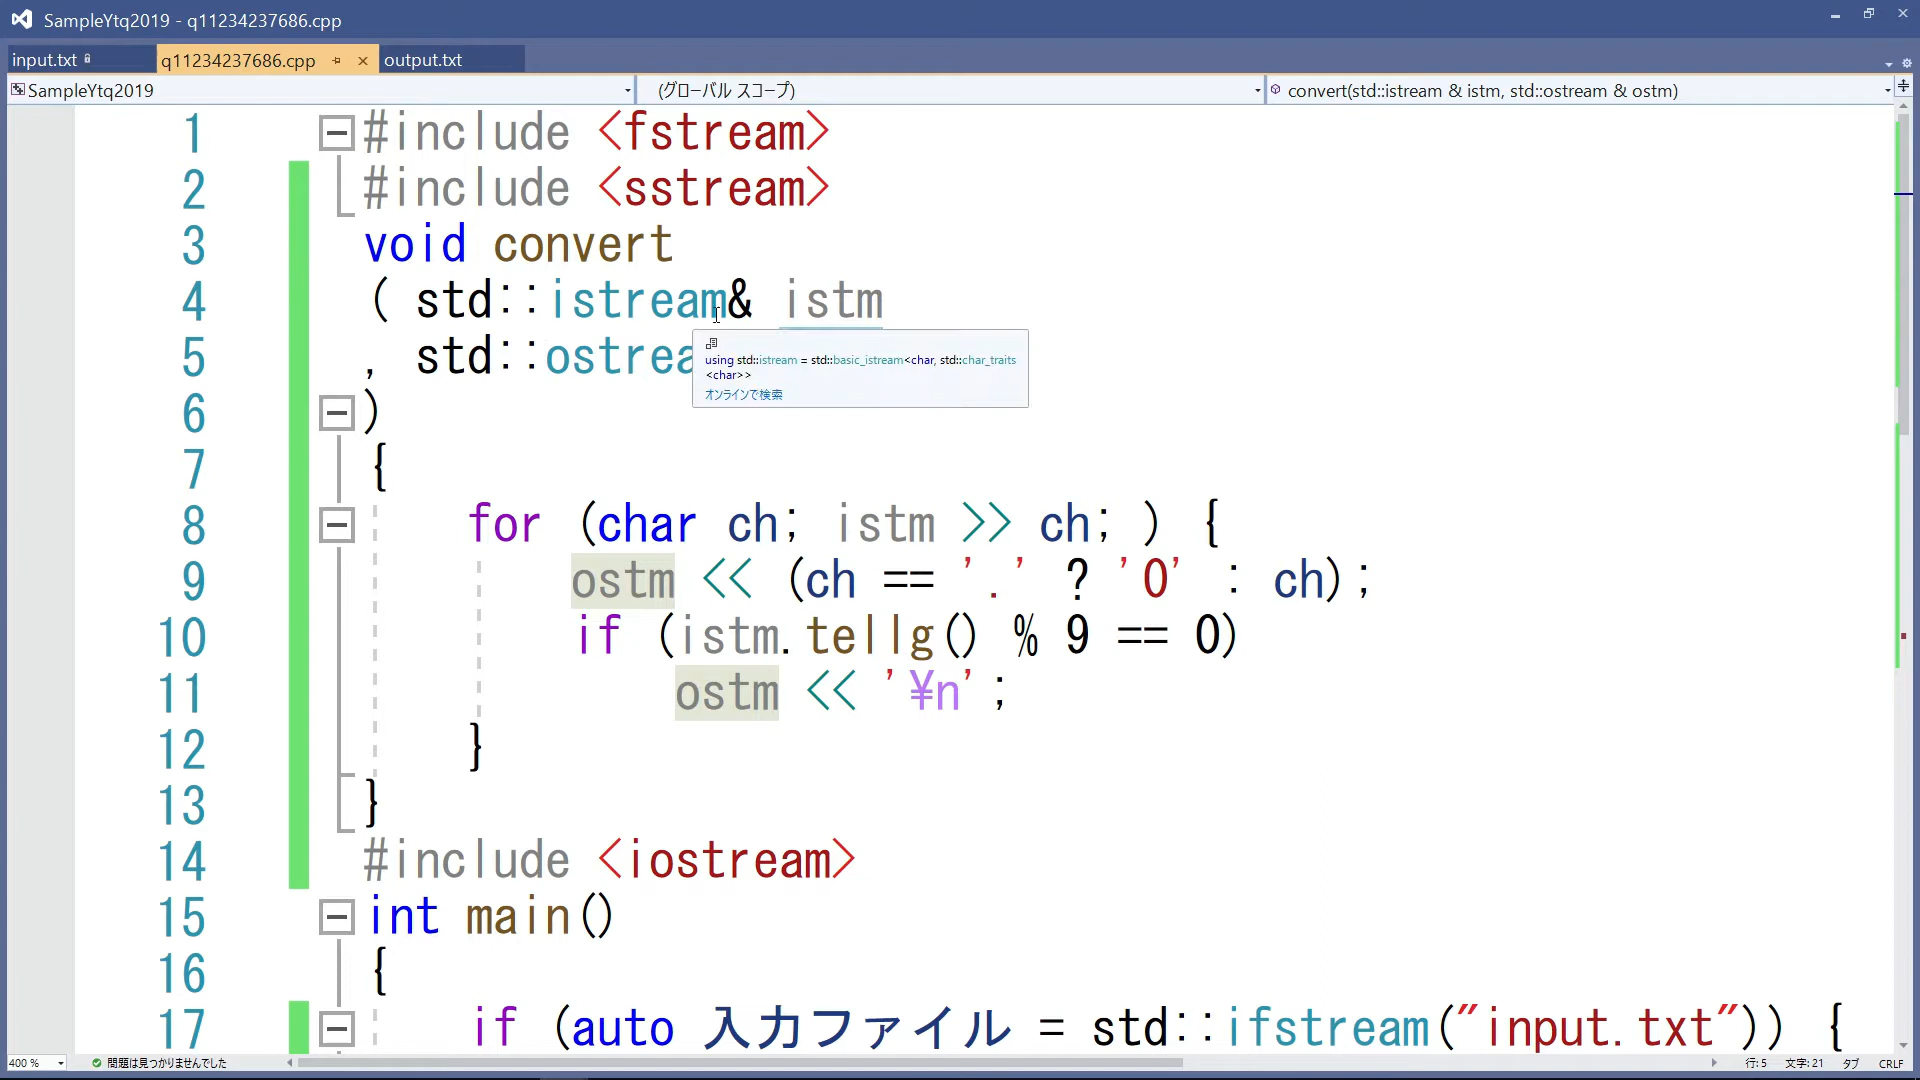 SampleYtq2019 - q11234237686.cpp
input.txt q11234237686.cpp output.txt
SampleYtq2019 (グローバル スコープ) convert(std::istream & istm, std::ostream & ostm)
1 #include <fstream>
2 #include <sstream>
3 void convert
4 ( std::istream& istm
5 , std::ostrea
using std::istream = std::basic_istream<char, std::char_traits
<char>>
オンラインで検索
6 )
7 {
8 for (char ch; istm >> ch; ) {
9 ostm << (ch == '.' ? '0' : ch);
10 if (istm.tellg() % 9 == 0)
11 ostm << '¥n';
12 }
13 }
14 #include <iostream>
15 int main()
16 {
17 if (auto 入力ファイル = std::ifstream("input.txt")) {
400 % 問題は見つかりませんでした 行: 5 文字: 21 タブ CRLF